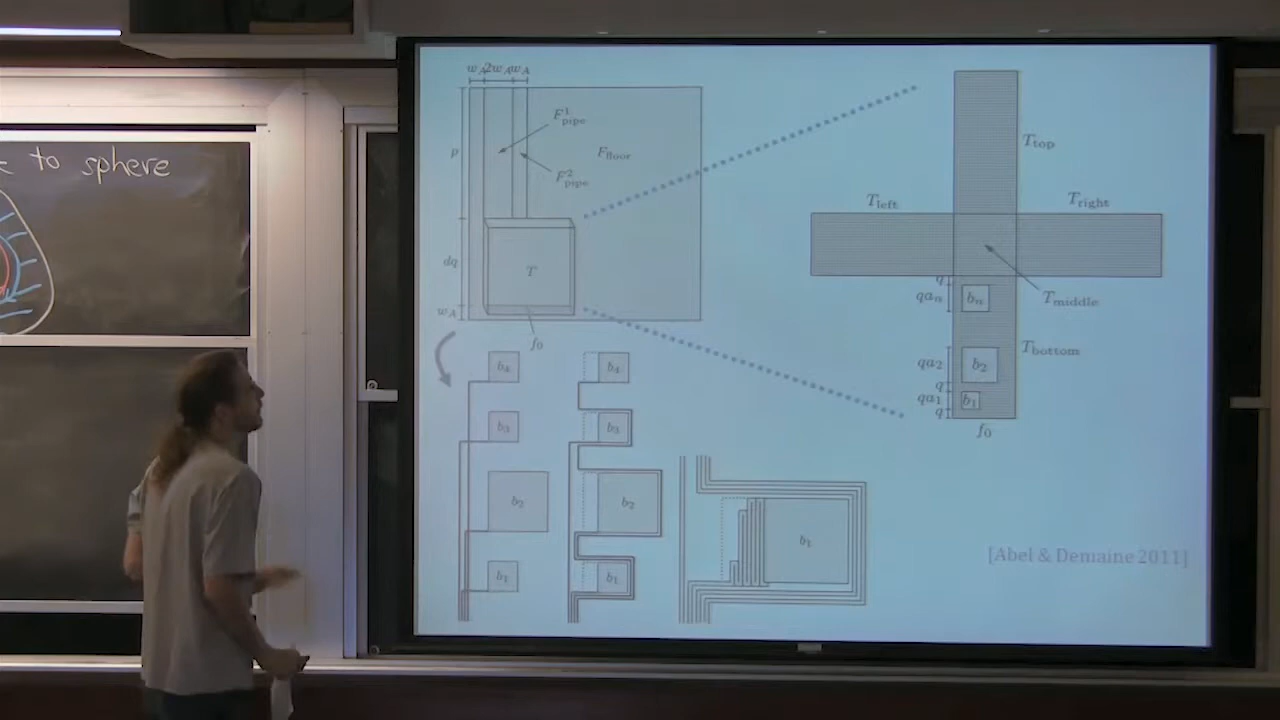 to sphere
w_A 2w_A w_A
F^1_pipe
p
F_floor
F^2_pipe
dq
T
w_A
f_0
T_top
T_left
T_right
q
qa_n
b_n
T_middle
T_bottom
qa_2
b_2
q
qa_1
b_1
q
f_0
b_4
b_3
b_2
b_1
b_4
b_3
b_2
b_1
b_1
[Abel & Demaine 2011]